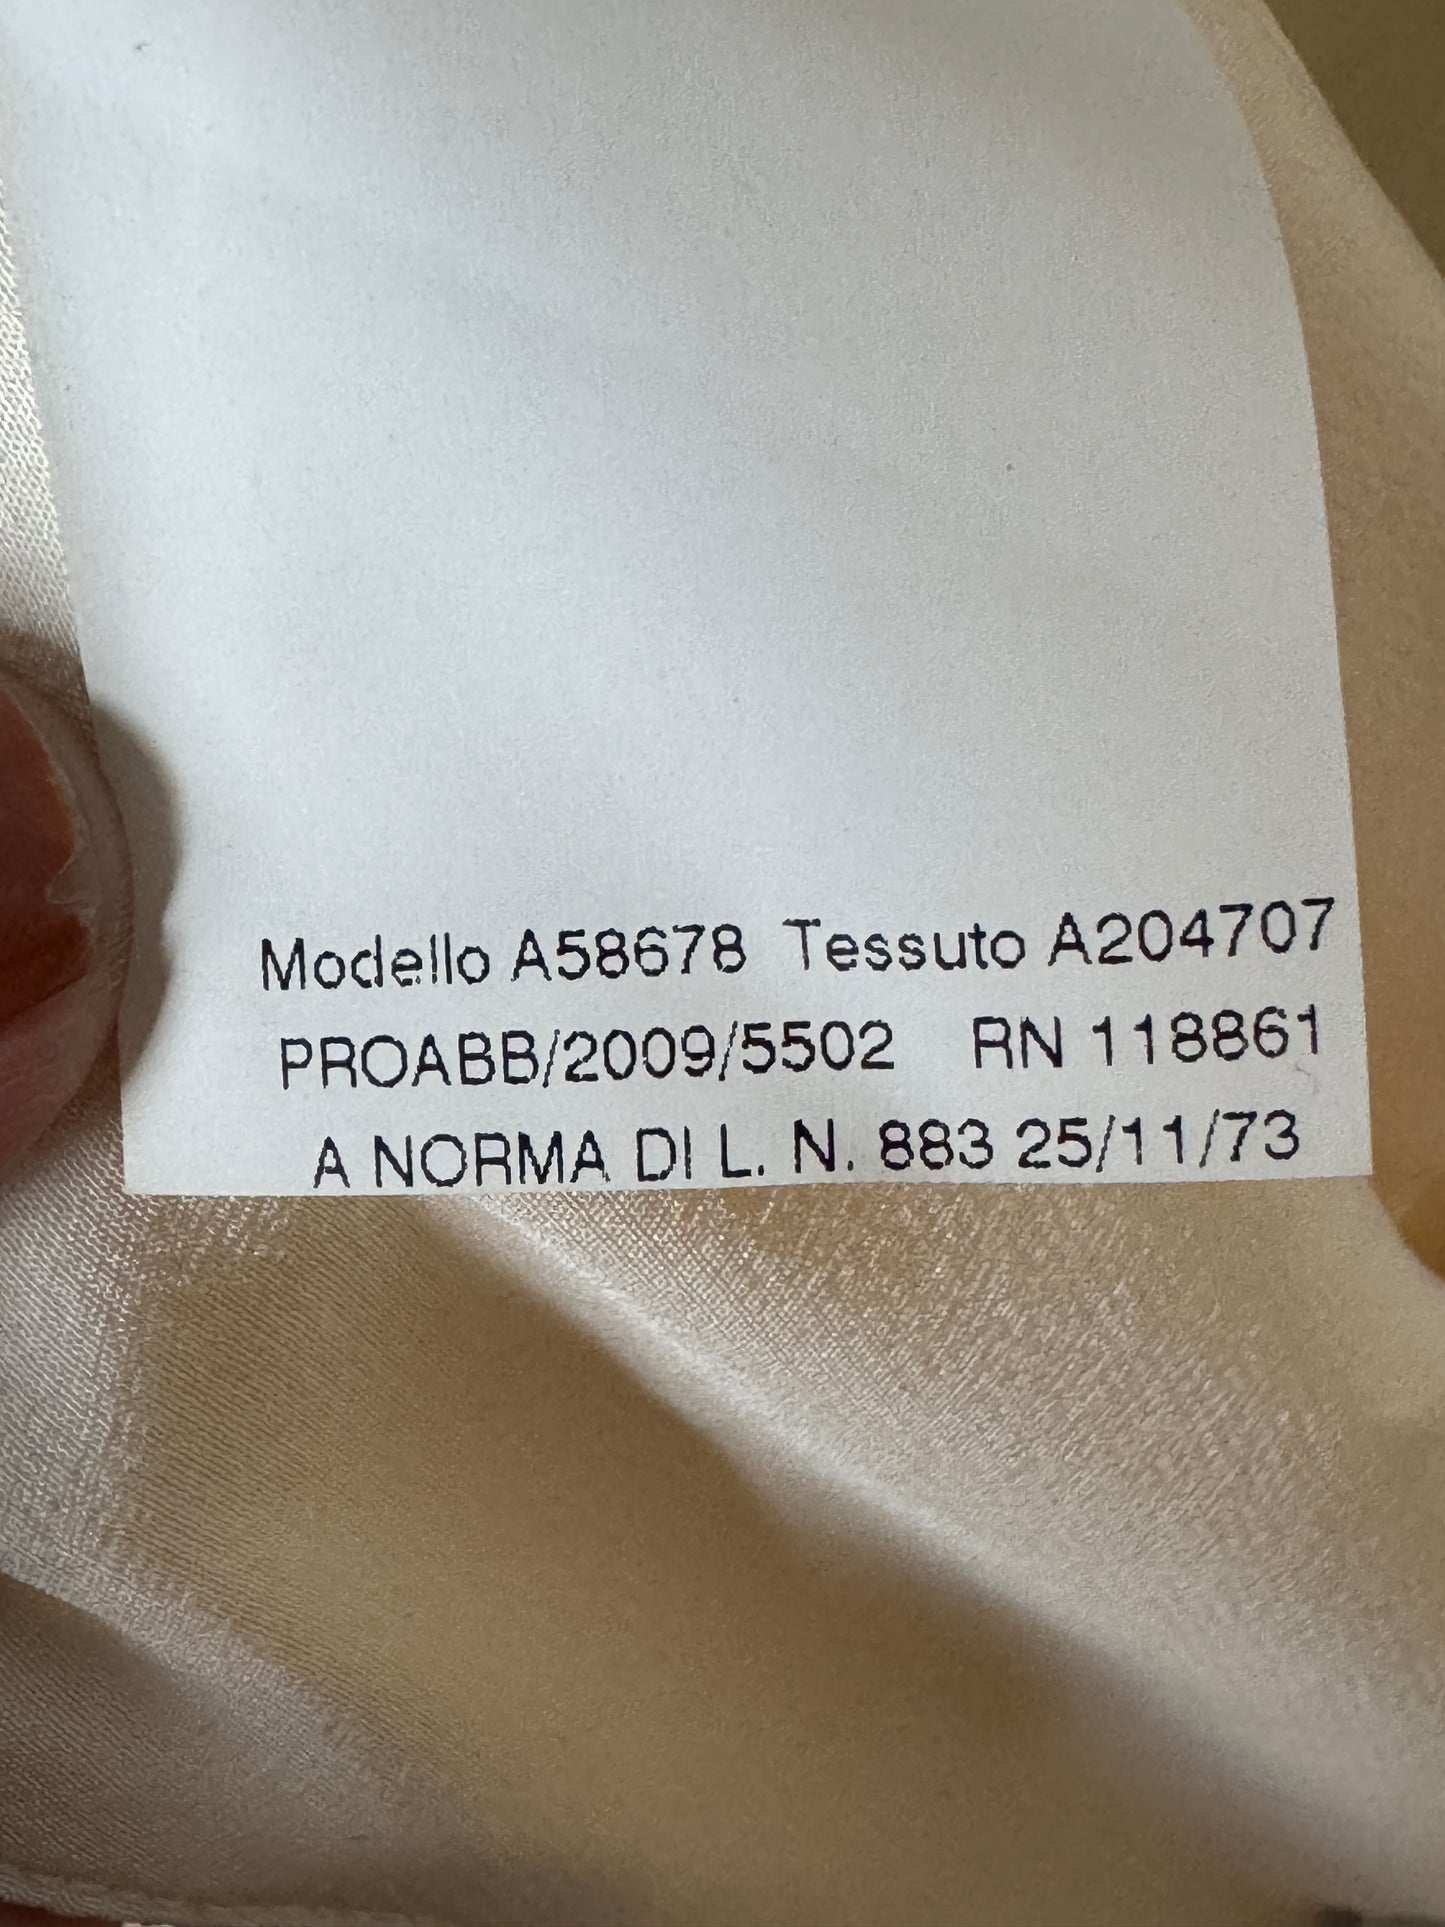 Modello A58678 Tessuto A204707
PROABB/2009/5502 RN 118861
A NORMA DI L. N. 883 25/11/73